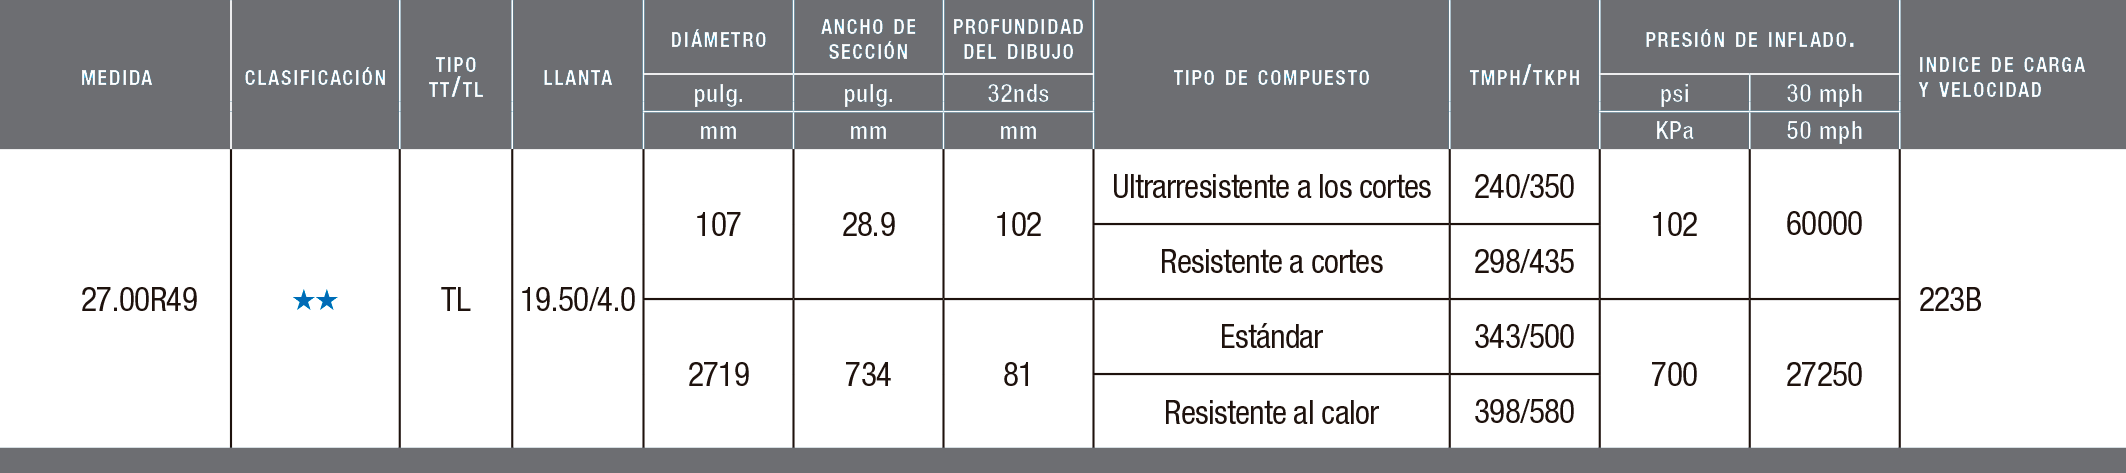 MEDIDA
CLASIFICACIÓN
TIPO
TT/TL
LLANTA
DIÁMETRO
pulg.
mm
ANCHO DE
SECCIÓN
pulg.
mm
PROFUNDIDAD
DEL DIBUJO
32nds
mm
TIPO DE COMPUESTO
TMPH/TKPH
PRESIÓN DE INFLADO.
psi
30 mph
KPa
50 mph
INDICE DE CARGA
Y VELOCIDAD
27.00R49
★★
TL
19.50/4.0
107
28.9
102
2719
734
81
Ultrarresistente a los cortes
240/350
Resistente a cortes
298/435
Estándar
343/500
Resistente al calor
398/580
102
60000
700
27250
223B